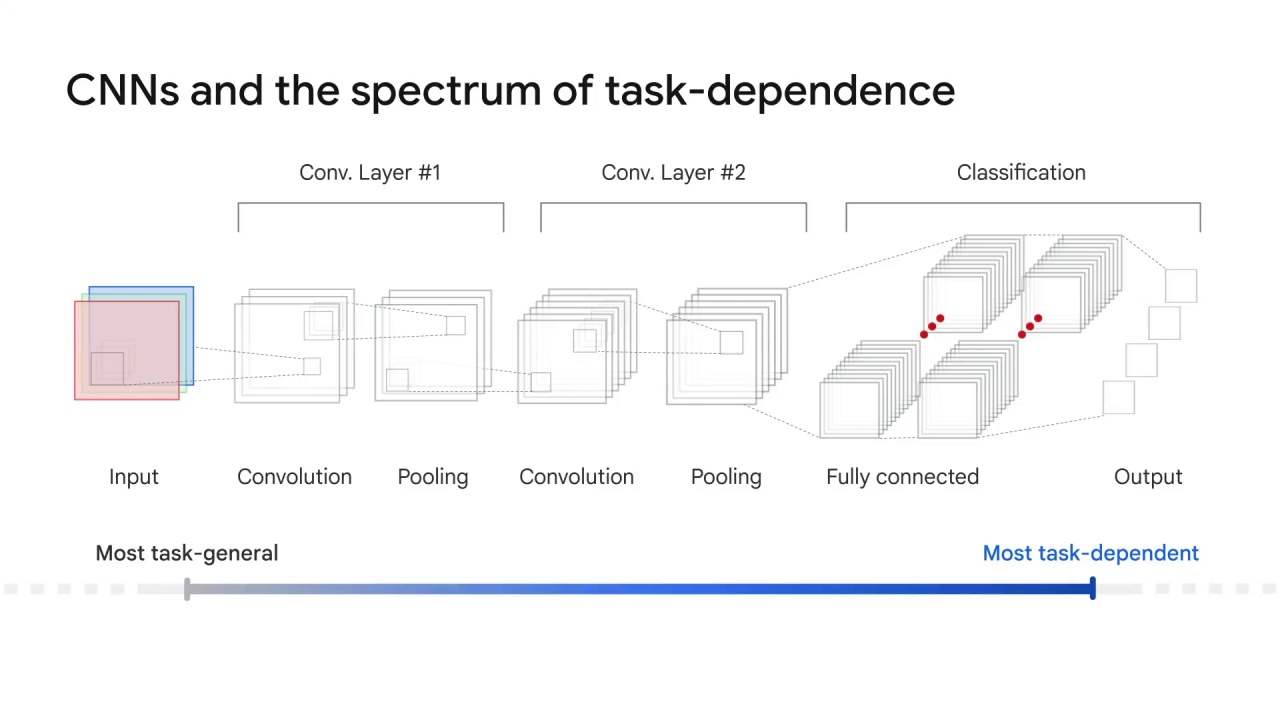 CNNs and the spectrum of task-dependence
Conv. Layer #1
Conv. Layer #2
Classification
Input
Convolution
Pooling
Convolution
Pooling
Fully connected
Output
Most task-general
Most task-dependent